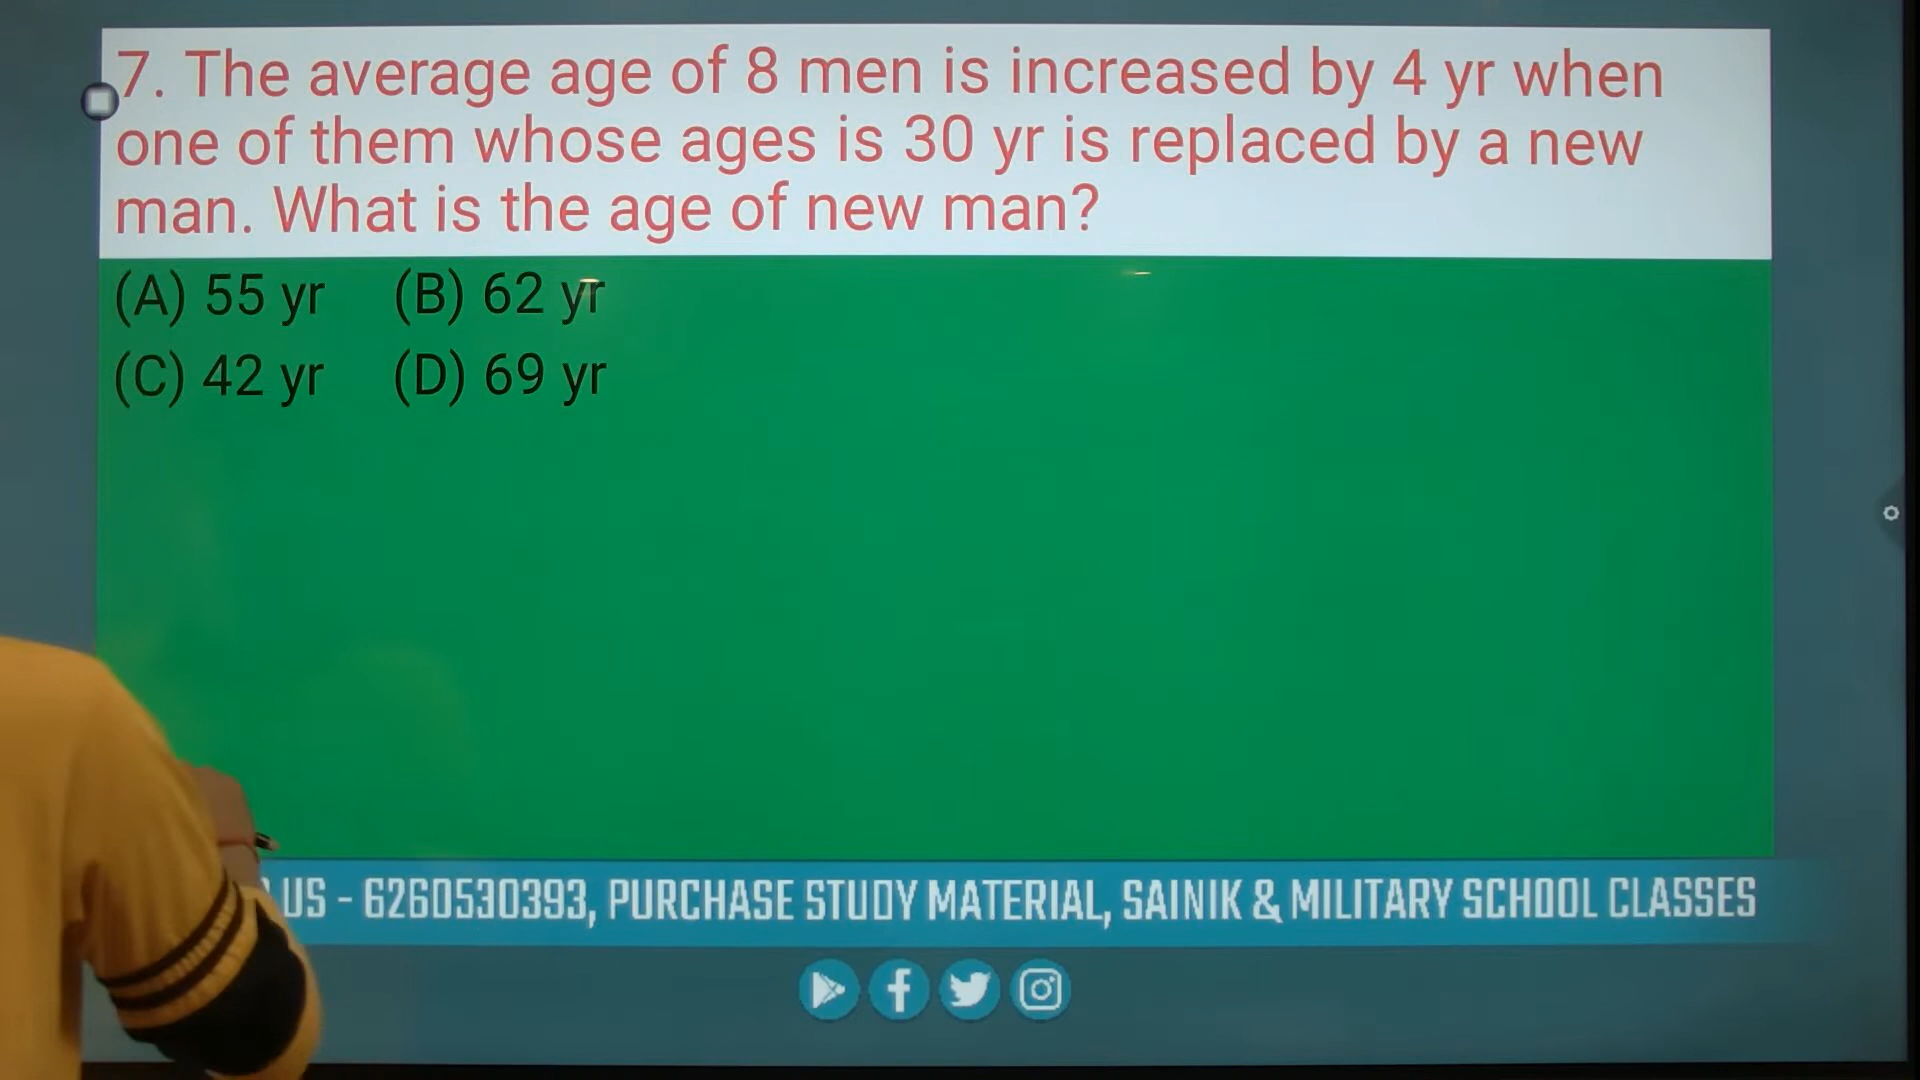 7. The average age of 8 men is increased by 4 yr when
one of them whose ages is 30 yr is replaced by a new
man. What is the age of new man?
(A) 55 yr (B) 62 yr
(C) 42 yr (D) 69 yr
US - 6260530393, PURCHASE STUDY MATERIAL, SAINIK & MILITARY SCHOOL CLASSES